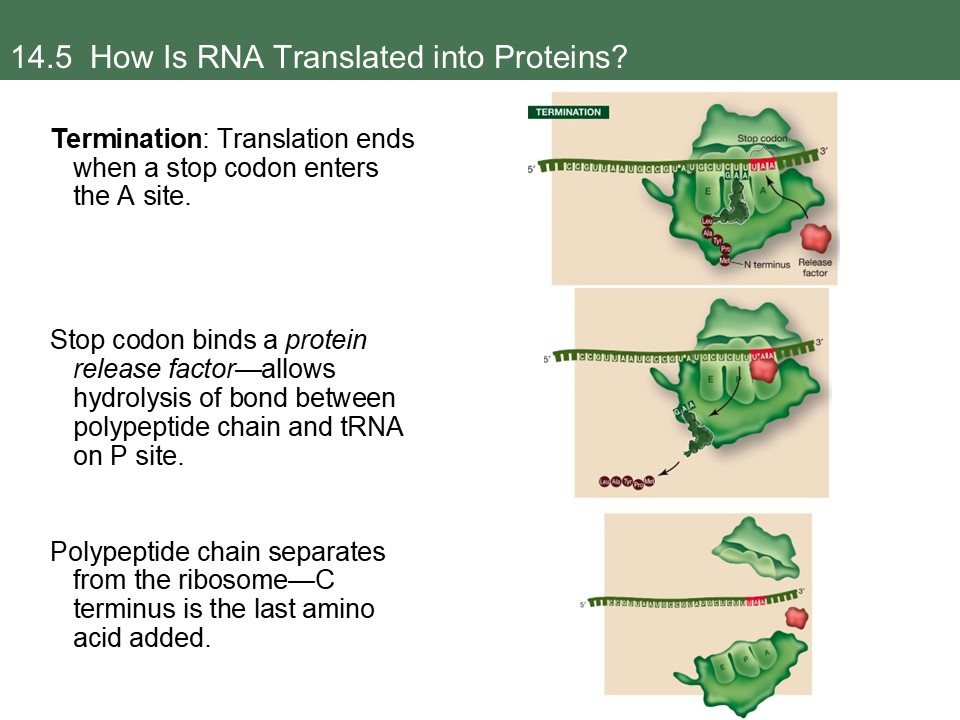 14.5 How Is RNA Translated into Proteins?
Termination: Translation ends
when a stop codon enters
the A site.
TERMINATION
Stop codon
5′
3′
CCGUUAAUGCCGUAUGCUCUUUAA
GAA
E
A
Leu
Ala
Tyr
Pro
Met
N terminus
Release
factor
Stop codon binds a protein
release factor—allows
hydrolysis of bond between
polypeptide chain and tRNA
on P site.
5′
3′
CCGUUAAUGCCGUAUGCUCUUUAA
E
P
GAA
Leu Ala Tyr Pro Met
Polypeptide chain separates
from the ribosome—C
terminus is the last amino
acid added.
5′
3′
E P A